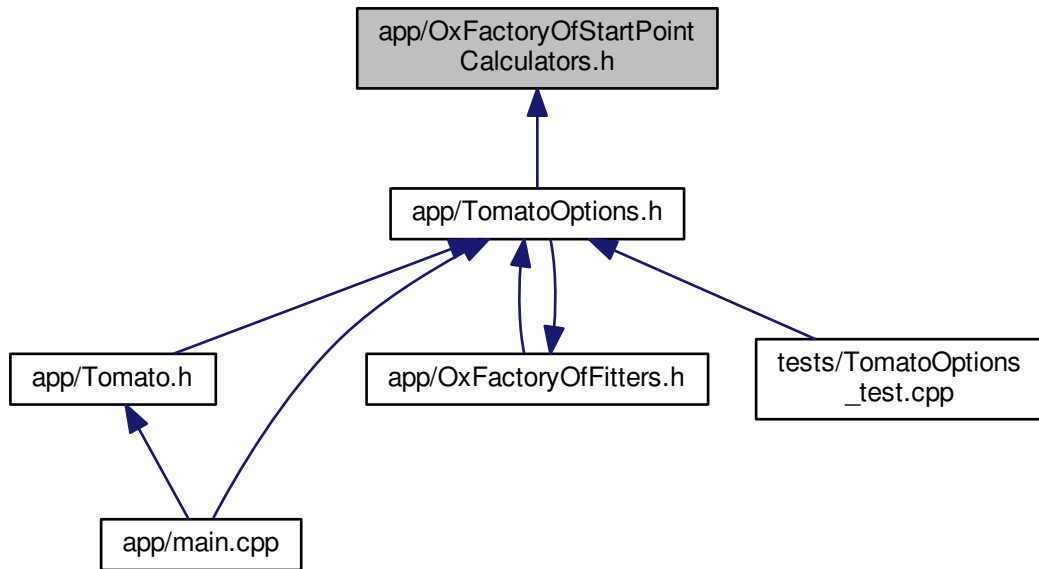 app/OxFactoryOfStartPoint
Calculators.h
app/TomatoOptions.h
app/Tomato.h
app/OxFactoryOfFitters.h
tests/TomatoOptions
_test.cpp
app/main.cpp